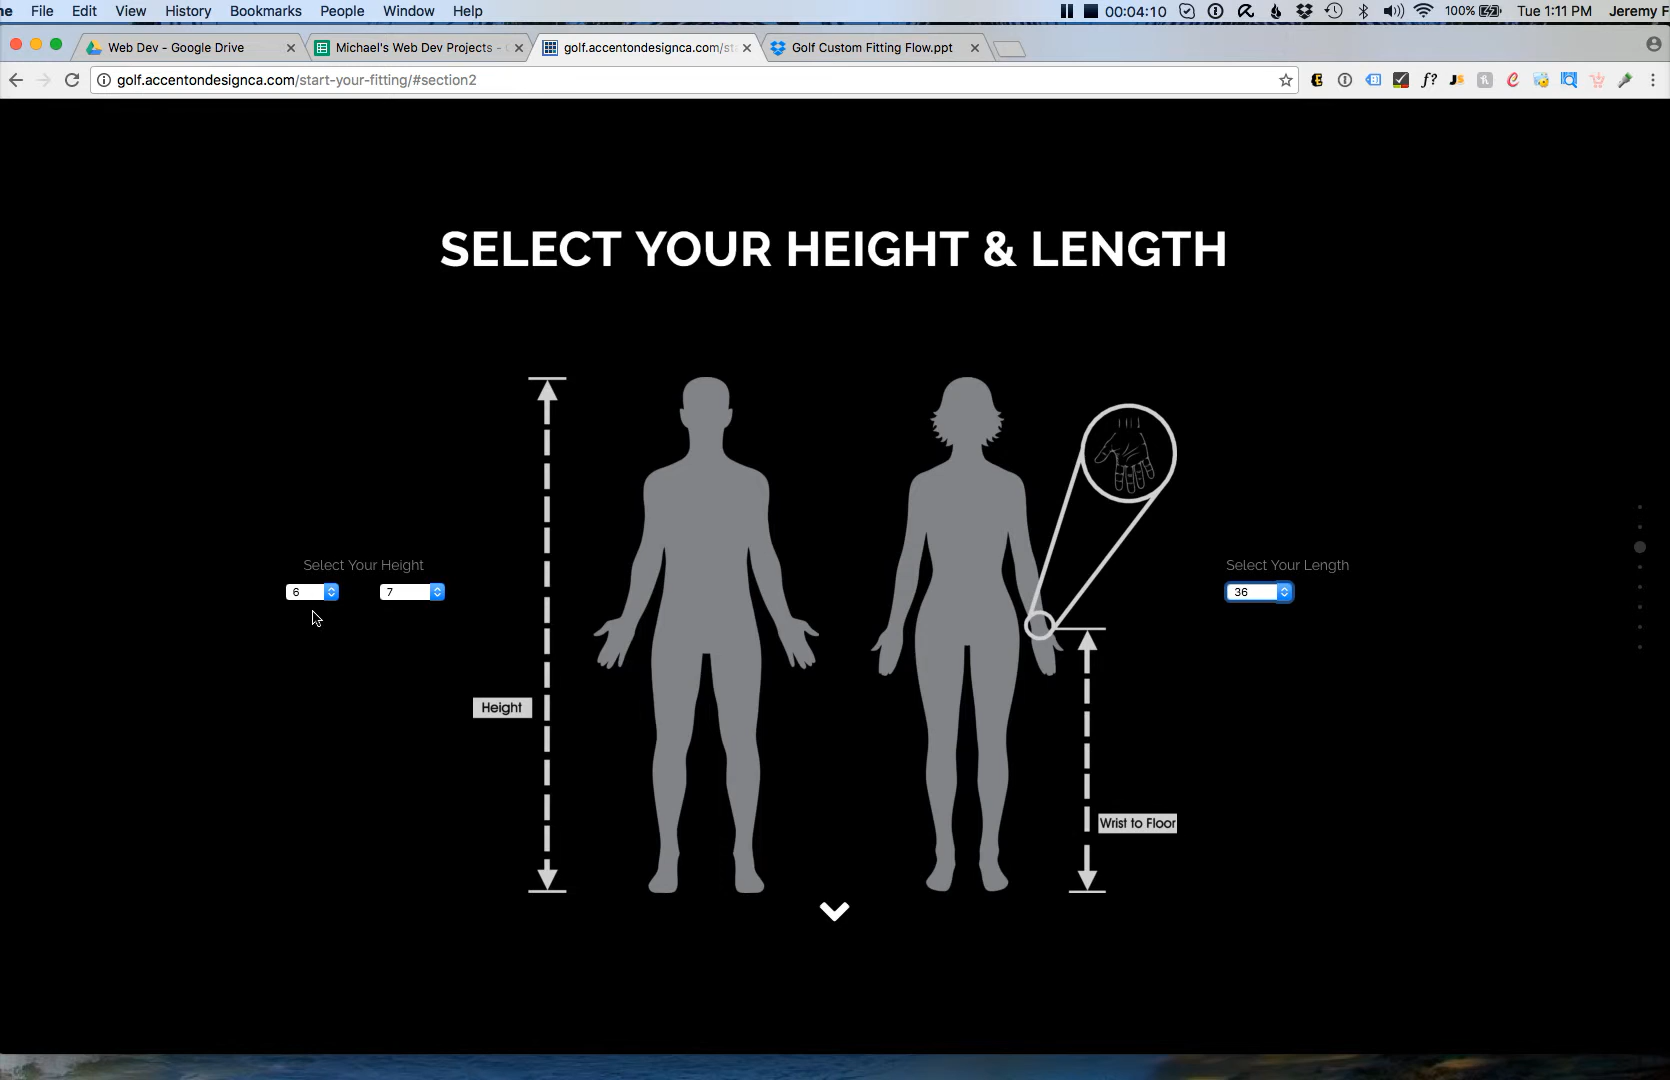 File Edit View History Bookmarks People Window Help 00:04:10 100% Tue 1:11 PM Jeremy F
Web Dev - Google Drive Michael's Web Dev Projects - golf.accentondesignca.com/st Golf Custom Fitting Flow.ppt
golf.accentondesignca.com/start-your-fitting/#section2
SELECT YOUR HEIGHT & LENGTH
Select Your Height
6 7
Select Your Length
36
Height
Wrist to Floor